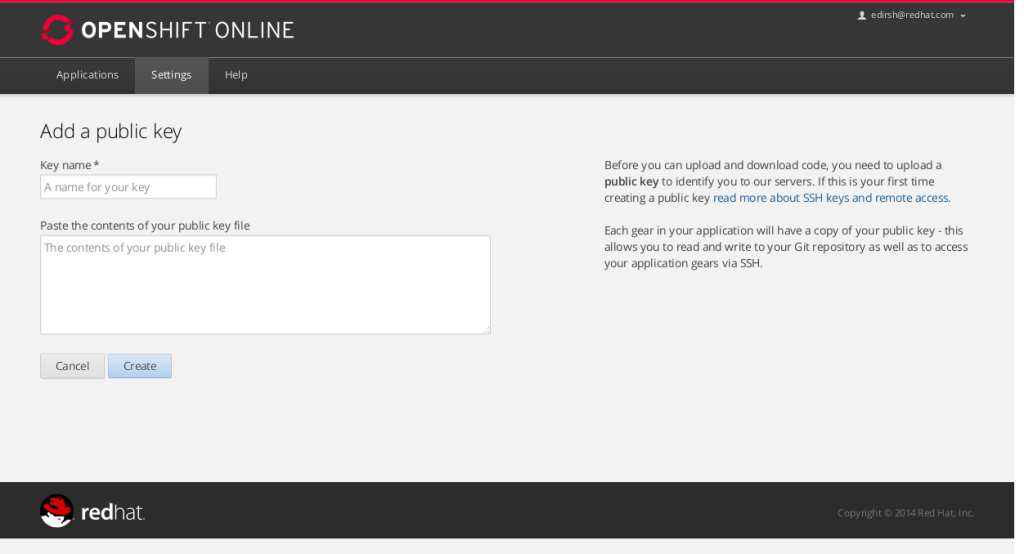 OPENSHIFT ONLINE
edirsh@redhat.com
Applications Settings Help
Add a public key
Key name *
A name for your key
Paste the contents of your public key file
The contents of your public key file
Cancel Create
Before you can upload and download code, you need to upload a
public key to identify you to our servers. If this is your first time
creating a public key read more about SSH keys and remote access.
Each gear in your application will have a copy of your public key - this
allows you to read and write to your Git repository as well as to access
your application gears via SSH.
redhat.
Copyright © 2014 Red Hat, Inc.